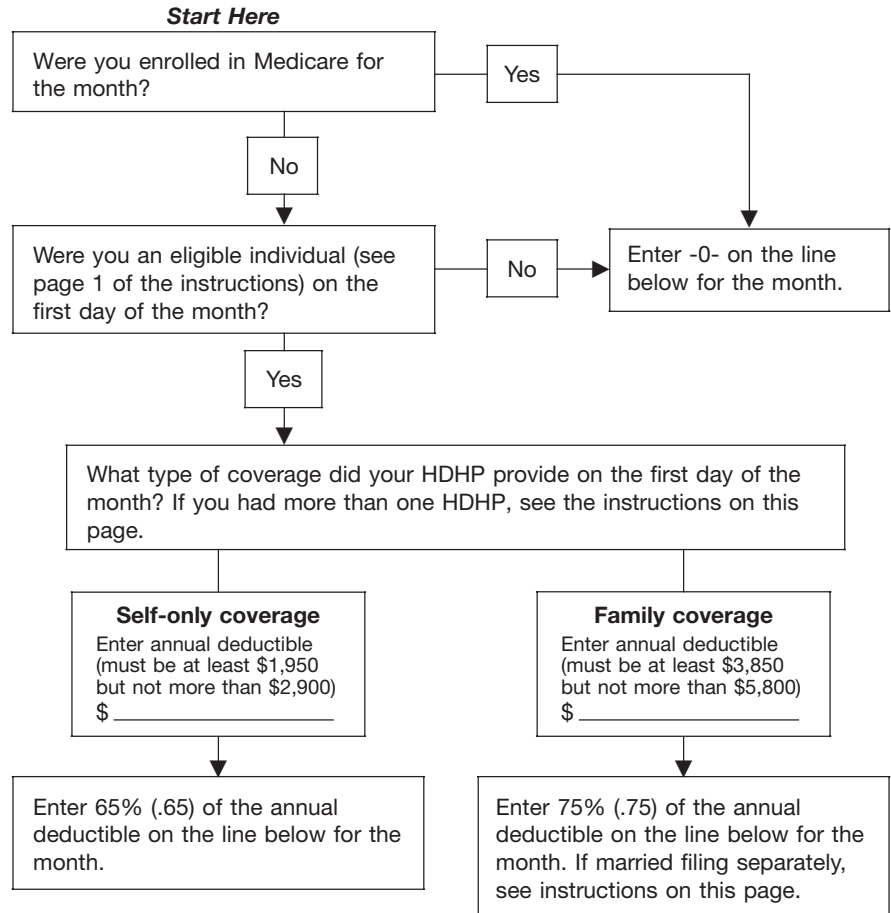 Start Here
Were you enrolled in Medicare for
the month?
Yes
No
Were you an eligible individual (see
page 1 of the instructions) on the
first day of the month?
No
Enter -0- on the line
below for the month.
Yes
What type of coverage did your HDHP provide on the first day of the
month? If you had more than one HDHP, see the instructions on this
page.
Self-only coverage
Enter annual deductible
(must be at least $1,950
but not more than $2,900)
$
Family coverage
Enter annual deductible
(must be at least $3,850
but not more than $5,800)
$
Enter 65% (.65) of the annual
deductible on the line below for the
month.
Enter 75% (.75) of the annual
deductible on the line below for the
month. If married filing separately,
see instructions on this page.